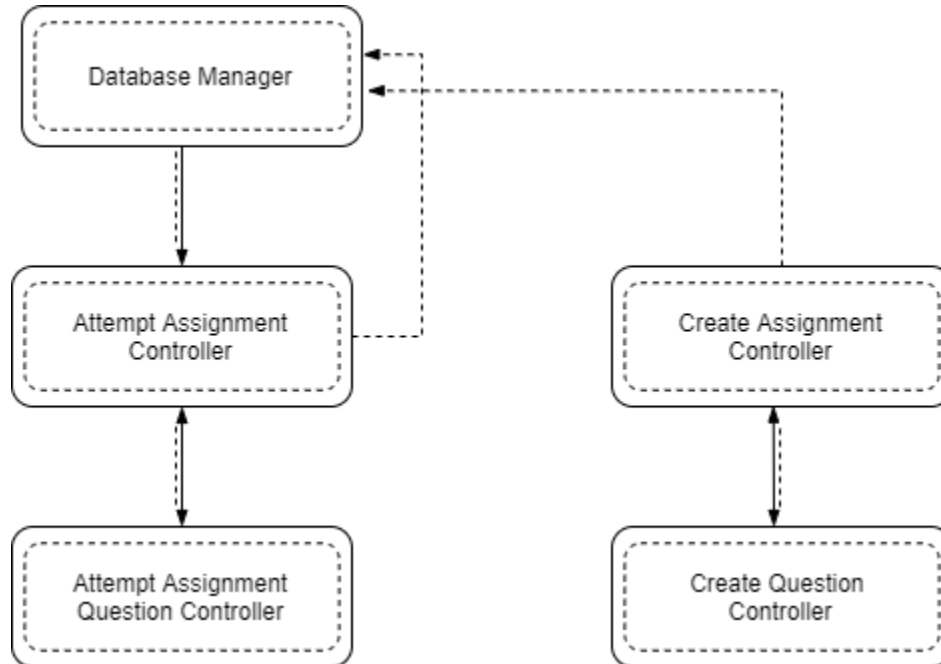 Database Manager
Attempt Assignment
Controller
Create Assignment
Controller
Attempt Assignment
Question Controller
Create Question
Controller